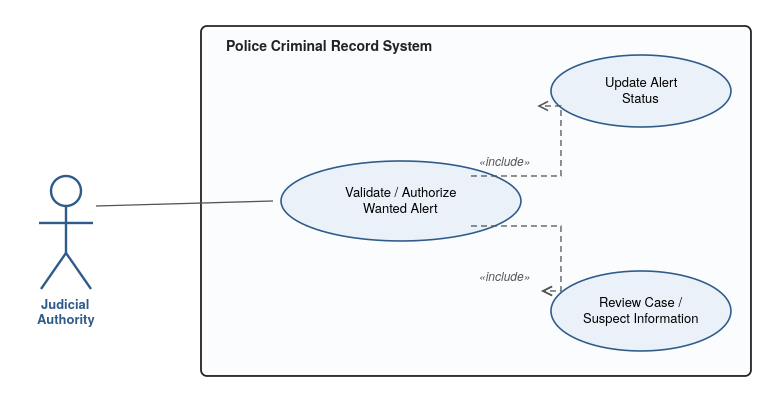 Police Criminal Record System
Update Alert
Status
«include»
Validate / Authorize
Wanted Alert
«include»
Review Case /
Suspect Information
Judicial
Authority